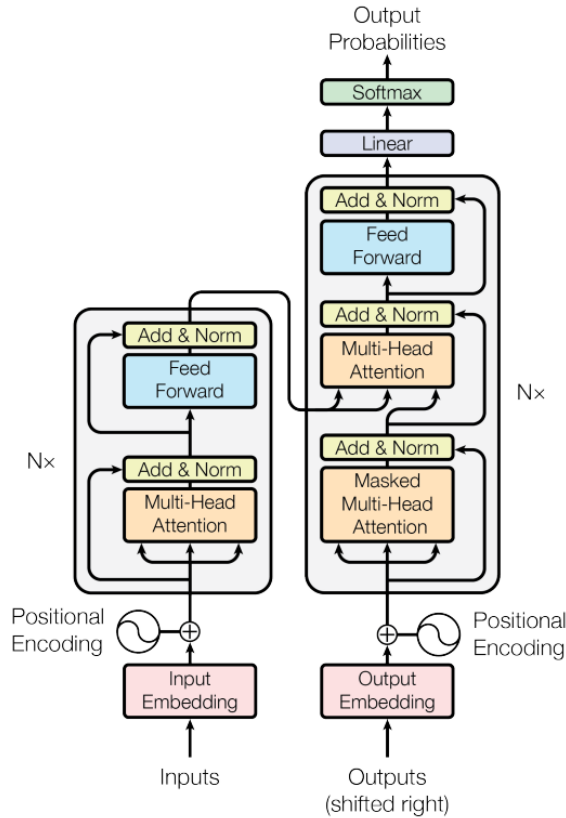 Output
Probabilities
Softmax
Linear
Add & Norm
Feed
Forward
Add & Norm
Multi-Head
Attention
Add & Norm
Masked
Multi-Head
Attention
N×
Add & Norm
Feed
Forward
Add & Norm
Multi-Head
Attention
N×
Positional
Encoding
Positional
Encoding
Input
Embedding
Output
Embedding
Inputs
Outputs
(shifted right)